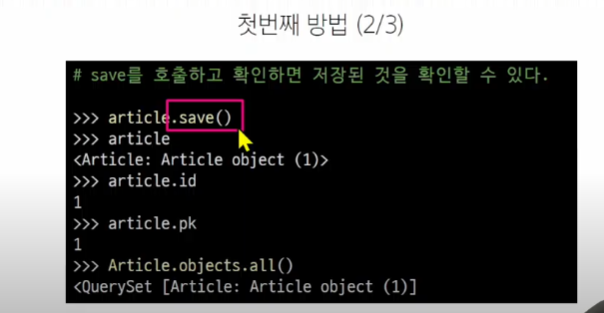 첫번째 방법 (2/3)
# save를 호출하고 확인하면 저장된 것을 확인할 수 있다.
>>> article.save()
>>> article
<Article: Article object (1)>
>>> article.id
1
>>> article.pk
1
>>> Article.objects.all()
<QuerySet [Article: Article object (1)]